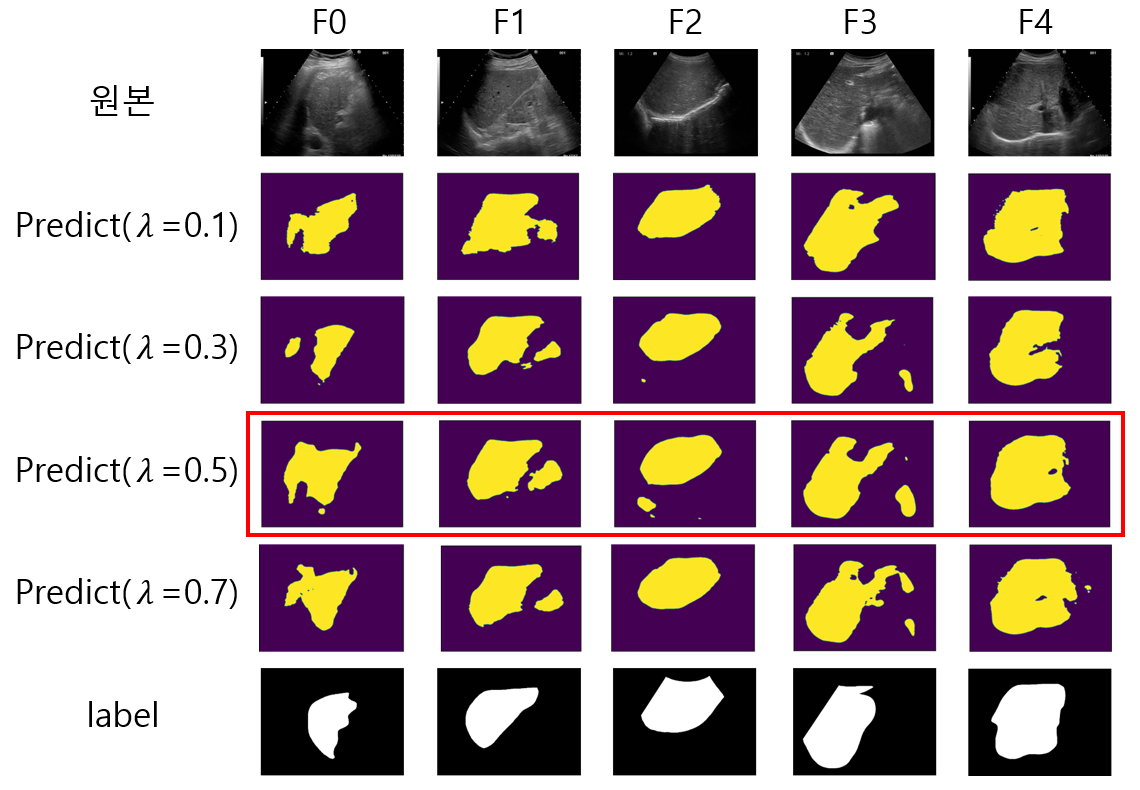 F0 F1 F2 F3 F4
원본
Predict(λ=0.1)
Predict(λ=0.3)
Predict(λ=0.5)
Predict(λ=0.7)
label